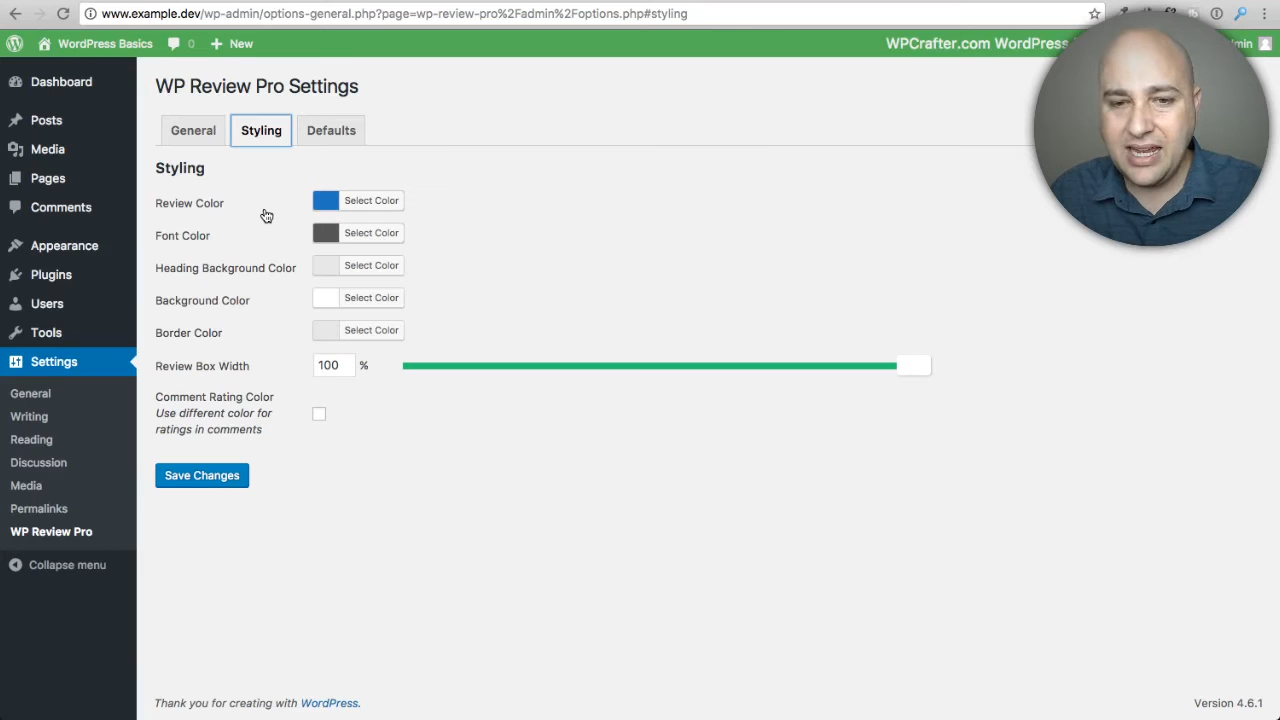 www.example.dev/wp-admin/options-general.php?page=wp-review-pro%2Fadmin%2Foptions.php#styling
WordPress Basics
0
New
WPCrafter.com WordPress
Dashboard
Posts
Media
Pages
Comments
Appearance
Plugins
Users
Tools
Settings
General
Writing
Reading
Discussion
Media
Permalinks
WP Review Pro
Collapse menu
WP Review Pro Settings
General
Styling
Defaults
Styling
Review Color
Select Color
Font Color
Select Color
Heading Background Color
Select Color
Background Color
Select Color
Border Color
Select Color
Review Box Width
100 %
Comment Rating Color
Use different color for
ratings in comments
Save Changes
Thank you for creating with WordPress.
Version 4.6.1